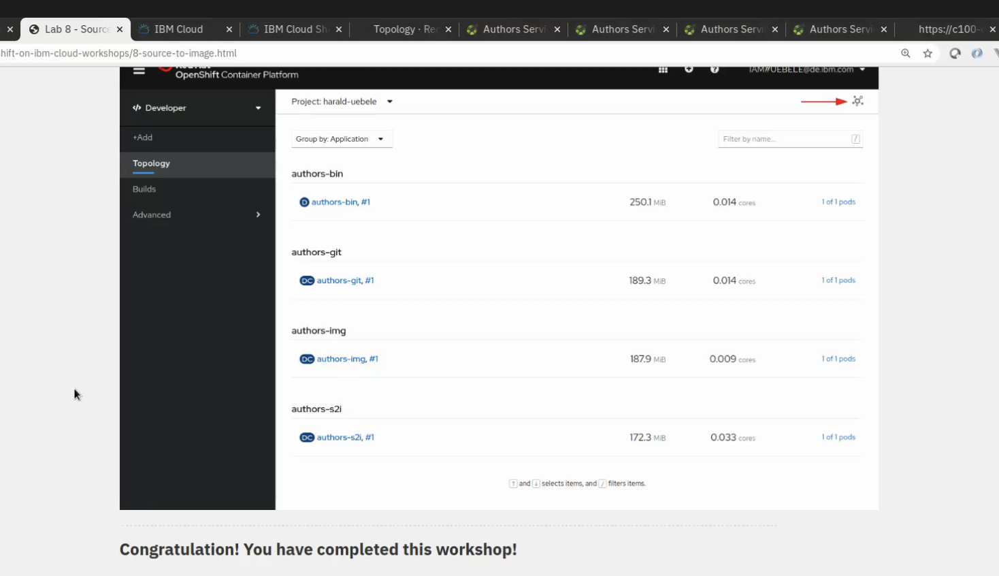 Lab 8 - Source
IBM Cloud
IBM Cloud Sh
Topology · Re
Authors Servi
Authors Servi
Authors Servi
Authors Servi
https://c100-
hift-on-ibm-cloud-workshops/8-source-to-image.html
OpenShift Container Platform
IAM#UEBELE@de.ibm.com
Developer
Project: harald-uebele
+Add
Topology
Builds
Advanced
Group by: Application
Filter by name...
/
authors-bin
D authors-bin, #1 250.1 MiB 0.014 cores 1 of 1 pods
authors-git
DC authors-git, #1 189.3 MiB 0.014 cores 1 of 1 pods
authors-img
DC authors-img, #1 187.9 MiB 0.009 cores 1 of 1 pods
authors-s2i
DC authors-s2i, #1 172.3 MiB 0.033 cores 1 of 1 pods
↑ and ↓ selects items, and / filters items.
Congratulation! You have completed this workshop!